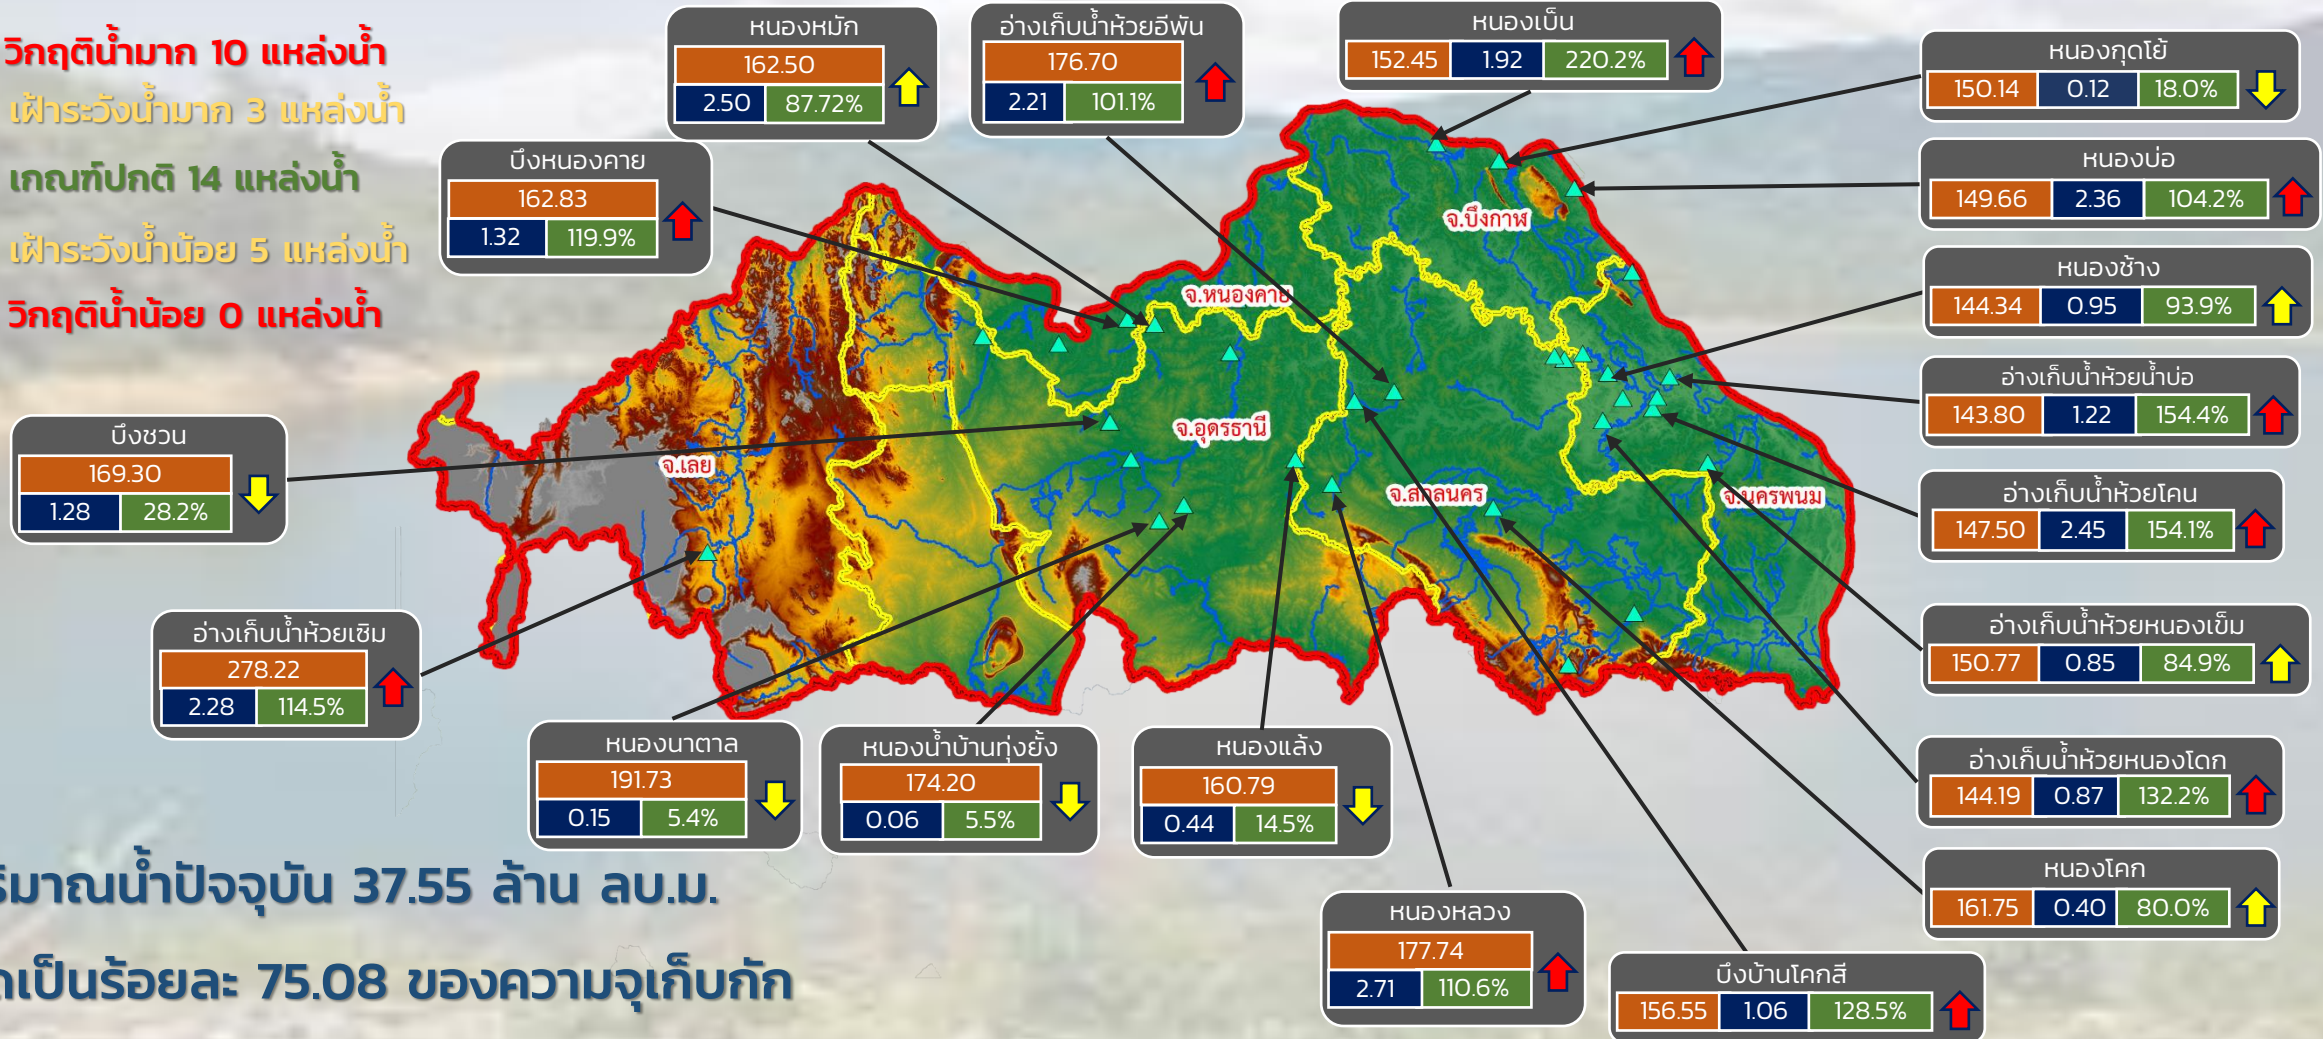 วิกฤติน้ำมาก 10 แหล่งน้ำ
เฝ้าระวังน้ำมาก 3 แหล่งน้ำ
เกณฑ์ปกติ 14 แหล่งน้ำ
เฝ้าระวังน้ำน้อย 5 แหล่งน้ำ
วิกฤติน้ำน้อย 0 แหล่งน้ำ
หนองหมัก
162.50
2.50 87.72%
อ่างเก็บน้ำห้วยอีพัน
176.70
2.21 101.1%
หนองเบ็น
152.45 1.92 220.2%
หนองกุดโย้
150.14 0.12 18.0%
บึงหนองคาย
162.83
1.32 119.9%
หนองบ่อ
149.66 2.36 104.2%
หนองช้าง
144.34 0.95 93.9%
อ่างเก็บน้ำห้วยน้ำบ่อ
143.80 1.22 154.4%
อ่างเก็บน้ำห้วยโคน
147.50 2.45 154.1%
อ่างเก็บน้ำห้วยหนองเข็ม
150.77 0.85 84.9%
อ่างเก็บน้ำห้วยหนองโดก
144.19 0.87 132.2%
หนองโคก
161.75 0.40 80.0%
จ.บึงกาฬ
จ.หนองคาย
จ.อุดรธานี
จ.เลย
จ.สกลนคร
จ.นครพนม
บึงชวน
169.30
1.28 28.2%
อ่างเก็บน้ำห้วยเซิม
278.22
2.28 114.5%
หนองนาตาล
191.73
0.15 5.4%
หนองน้ำบ้านทุ่งยั้ง
174.20
0.06 5.5%
หนองแล้ง
160.79
0.44 14.5%
หนองหลวง
177.74
2.71 110.6%
บึงบ้านโคกสี
156.55 1.06 128.5%
ริมาณน้ำปัจจุบัน 37.55 ล้าน ลบ.ม.
ดเป็นร้อยละ 75.08 ของความจุเก็บกัก